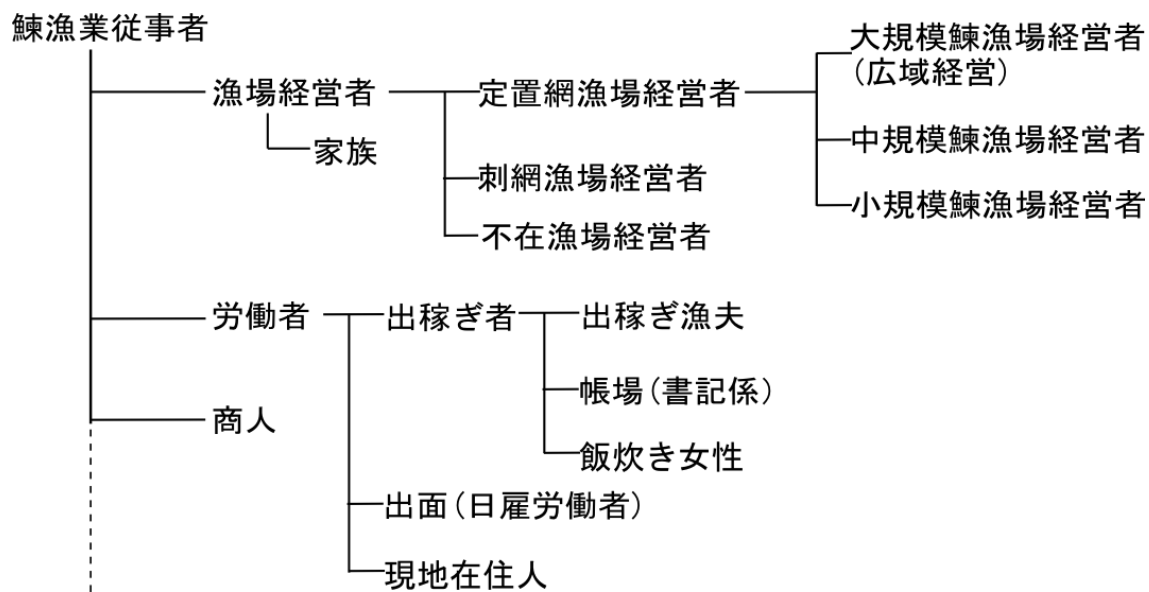 鰊漁業従事者
漁場経営者
家族
定置網漁場経営者
大規模鰊漁場経営者
(広域経営)
中規模鰊漁場経営者
小規模鰊漁場経営者
刺網漁場経営者
不在漁場経営者
労働者
出稼ぎ者
出稼ぎ漁夫
帳場(書記係)
飯炊き女性
出面(日雇労働者)
現地在住人
商人